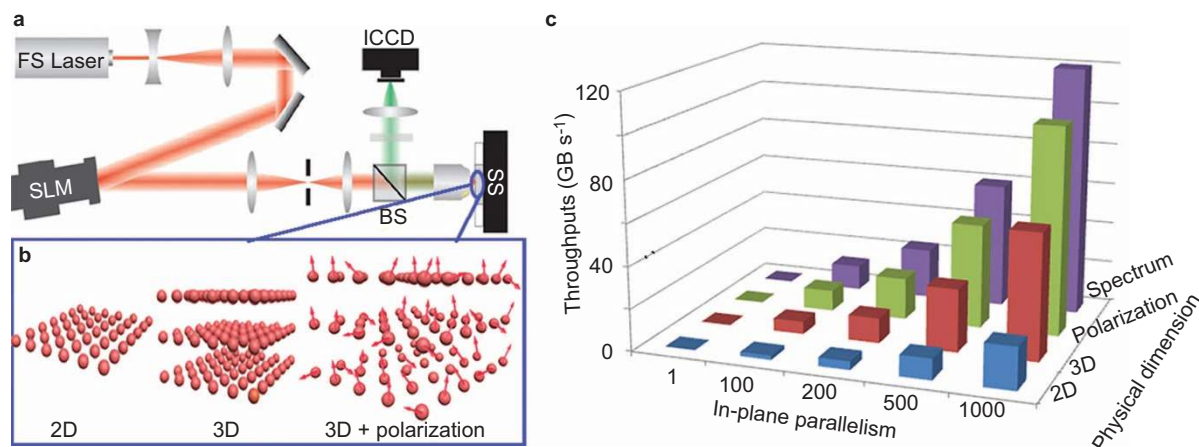 a
FS Laser
ICCD
SLM
BS
SS
b
2D
3D
3D + polarization
c
Throughputs (GB s⁻¹)
120
80
40
0
1
100
200
500
1000
In-plane parallelism
2D
3D
Polarization
Spectrum
Physical dimension